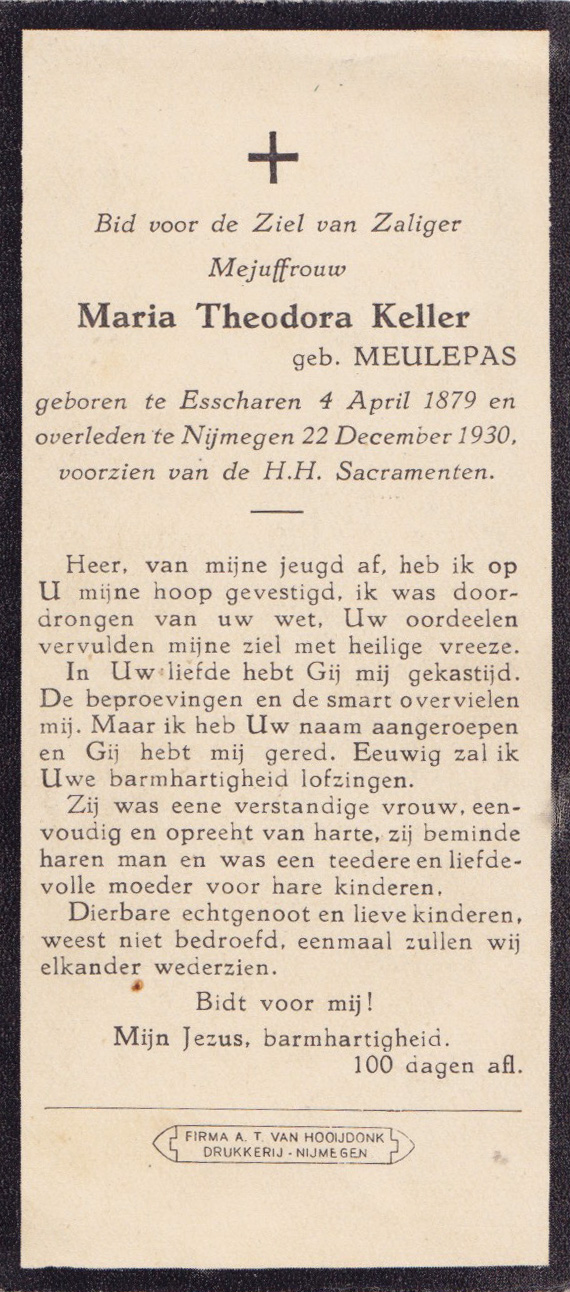 Bid voor de Ziel van Zaliger
Mejuffrouw
Maria Theodora Keller
geb. MEULEPAS
geboren te Esscharen 4 April 1879 en
overleden te Nijmegen 22 December 1930,
voorzien van de H.H. Sacramenten.
Heer, van mijne jeugd af, heb ik op
U mijne hoop gevestigd, ik was door-
drongen van uw wet, Uw oordeelen
vervulden mijne ziel met heilige vreeze.
In Uw liefde hebt Gij mij gekastijd.
De beproevingen en de smart overvielen
mij. Maar ik heb Uw naam aangeroepen
en Gij hebt mij gered. Eeuwig zal ik
Uwe barmhartigheid lofzingen.
Zij was eene verstandige vrouw, een-
voudig en opreeht van harte, zij beminde
haren man en was een teedere en liefde-
volle moeder voor hare kinderen,
Dierbare echtgenoot en lieve kinderen,
weest niet bedroefd, eenmaal zullen wij
elkander wederzien.
Bidt voor mij!
Mijn Jezus, barmhartigheid.
100 dagen afl.
FIRMA A. T. VAN HOOIJDONK
DRUKKERIJ - NIJMEGEN